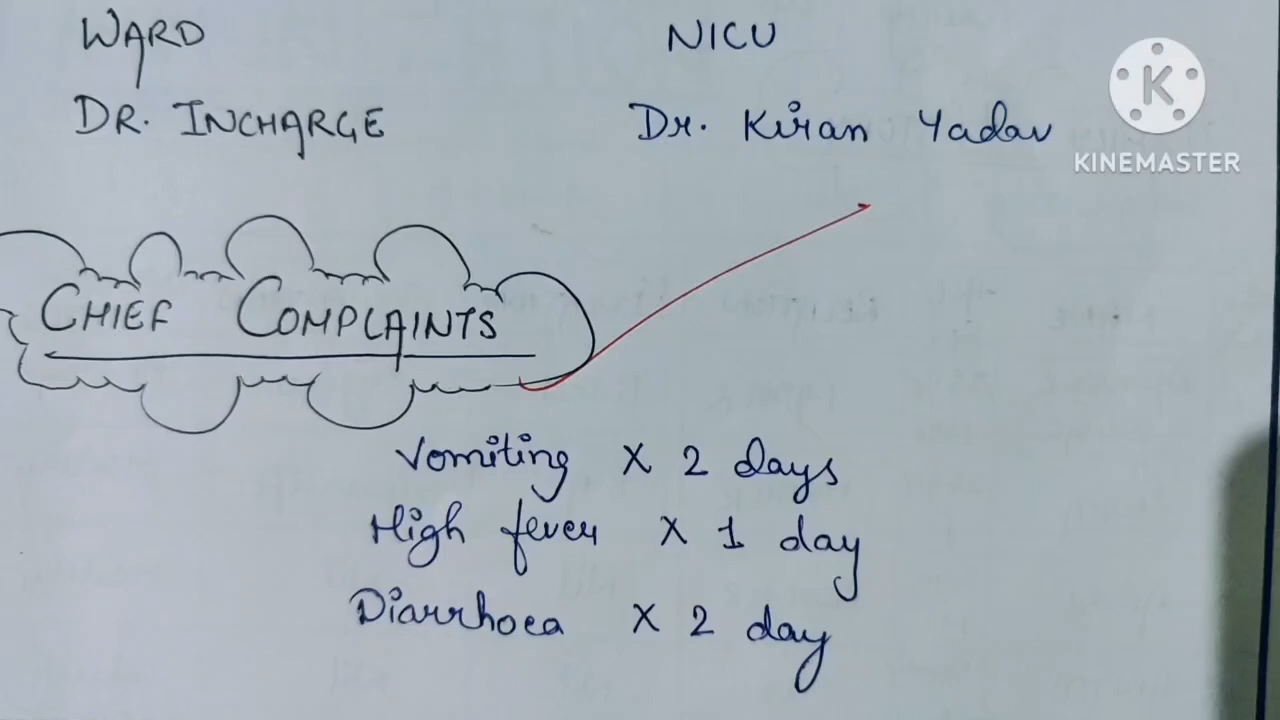 WARD NICU
DR. INCHARGE Dr. Kiran Yadav
K
KINEMASTER
CHIEF COMPLAINTS
Vomiting X 2 days
High fever X 1 day
Diarrhoea X 2 day